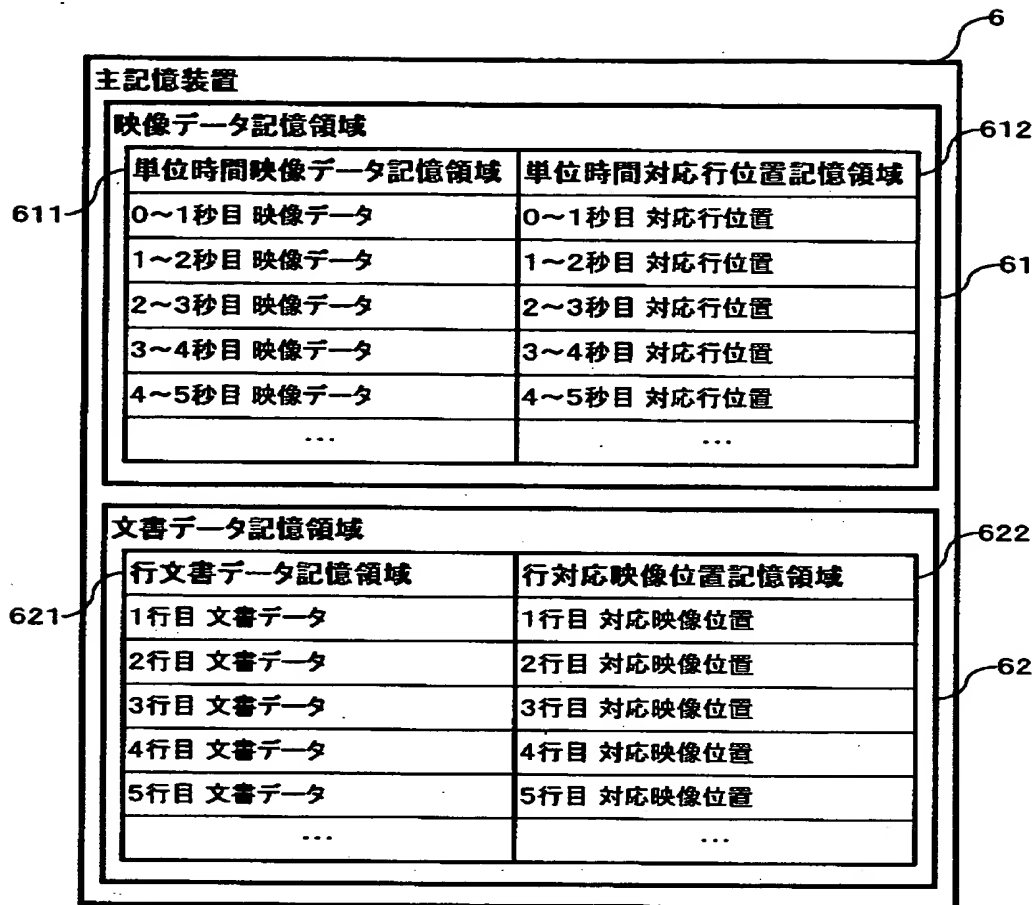 6
主記憶装置
映像データ記憶領域
612
単位時間映像データ記憶領域 単位時間対応行位置記憶領域
611
0～1秒目 映像データ 0～1秒目 対応行位置
1～2秒目 映像データ 1～2秒目 対応行位置
61
2～3秒目 映像データ 2～3秒目 対応行位置
3～4秒目 映像データ 3～4秒目 対応行位置
4～5秒目 映像データ 4～5秒目 対応行位置
... ...
文書データ記憶領域
622
行文書データ記憶領域 行対応映像位置記憶領域
621
1行目 文書データ 1行目 対応映像位置
2行目 文書データ 2行目 対応映像位置
62
3行目 文書データ 3行目 対応映像位置
4行目 文書データ 4行目 対応映像位置
5行目 文書データ 5行目 対応映像位置
... ...